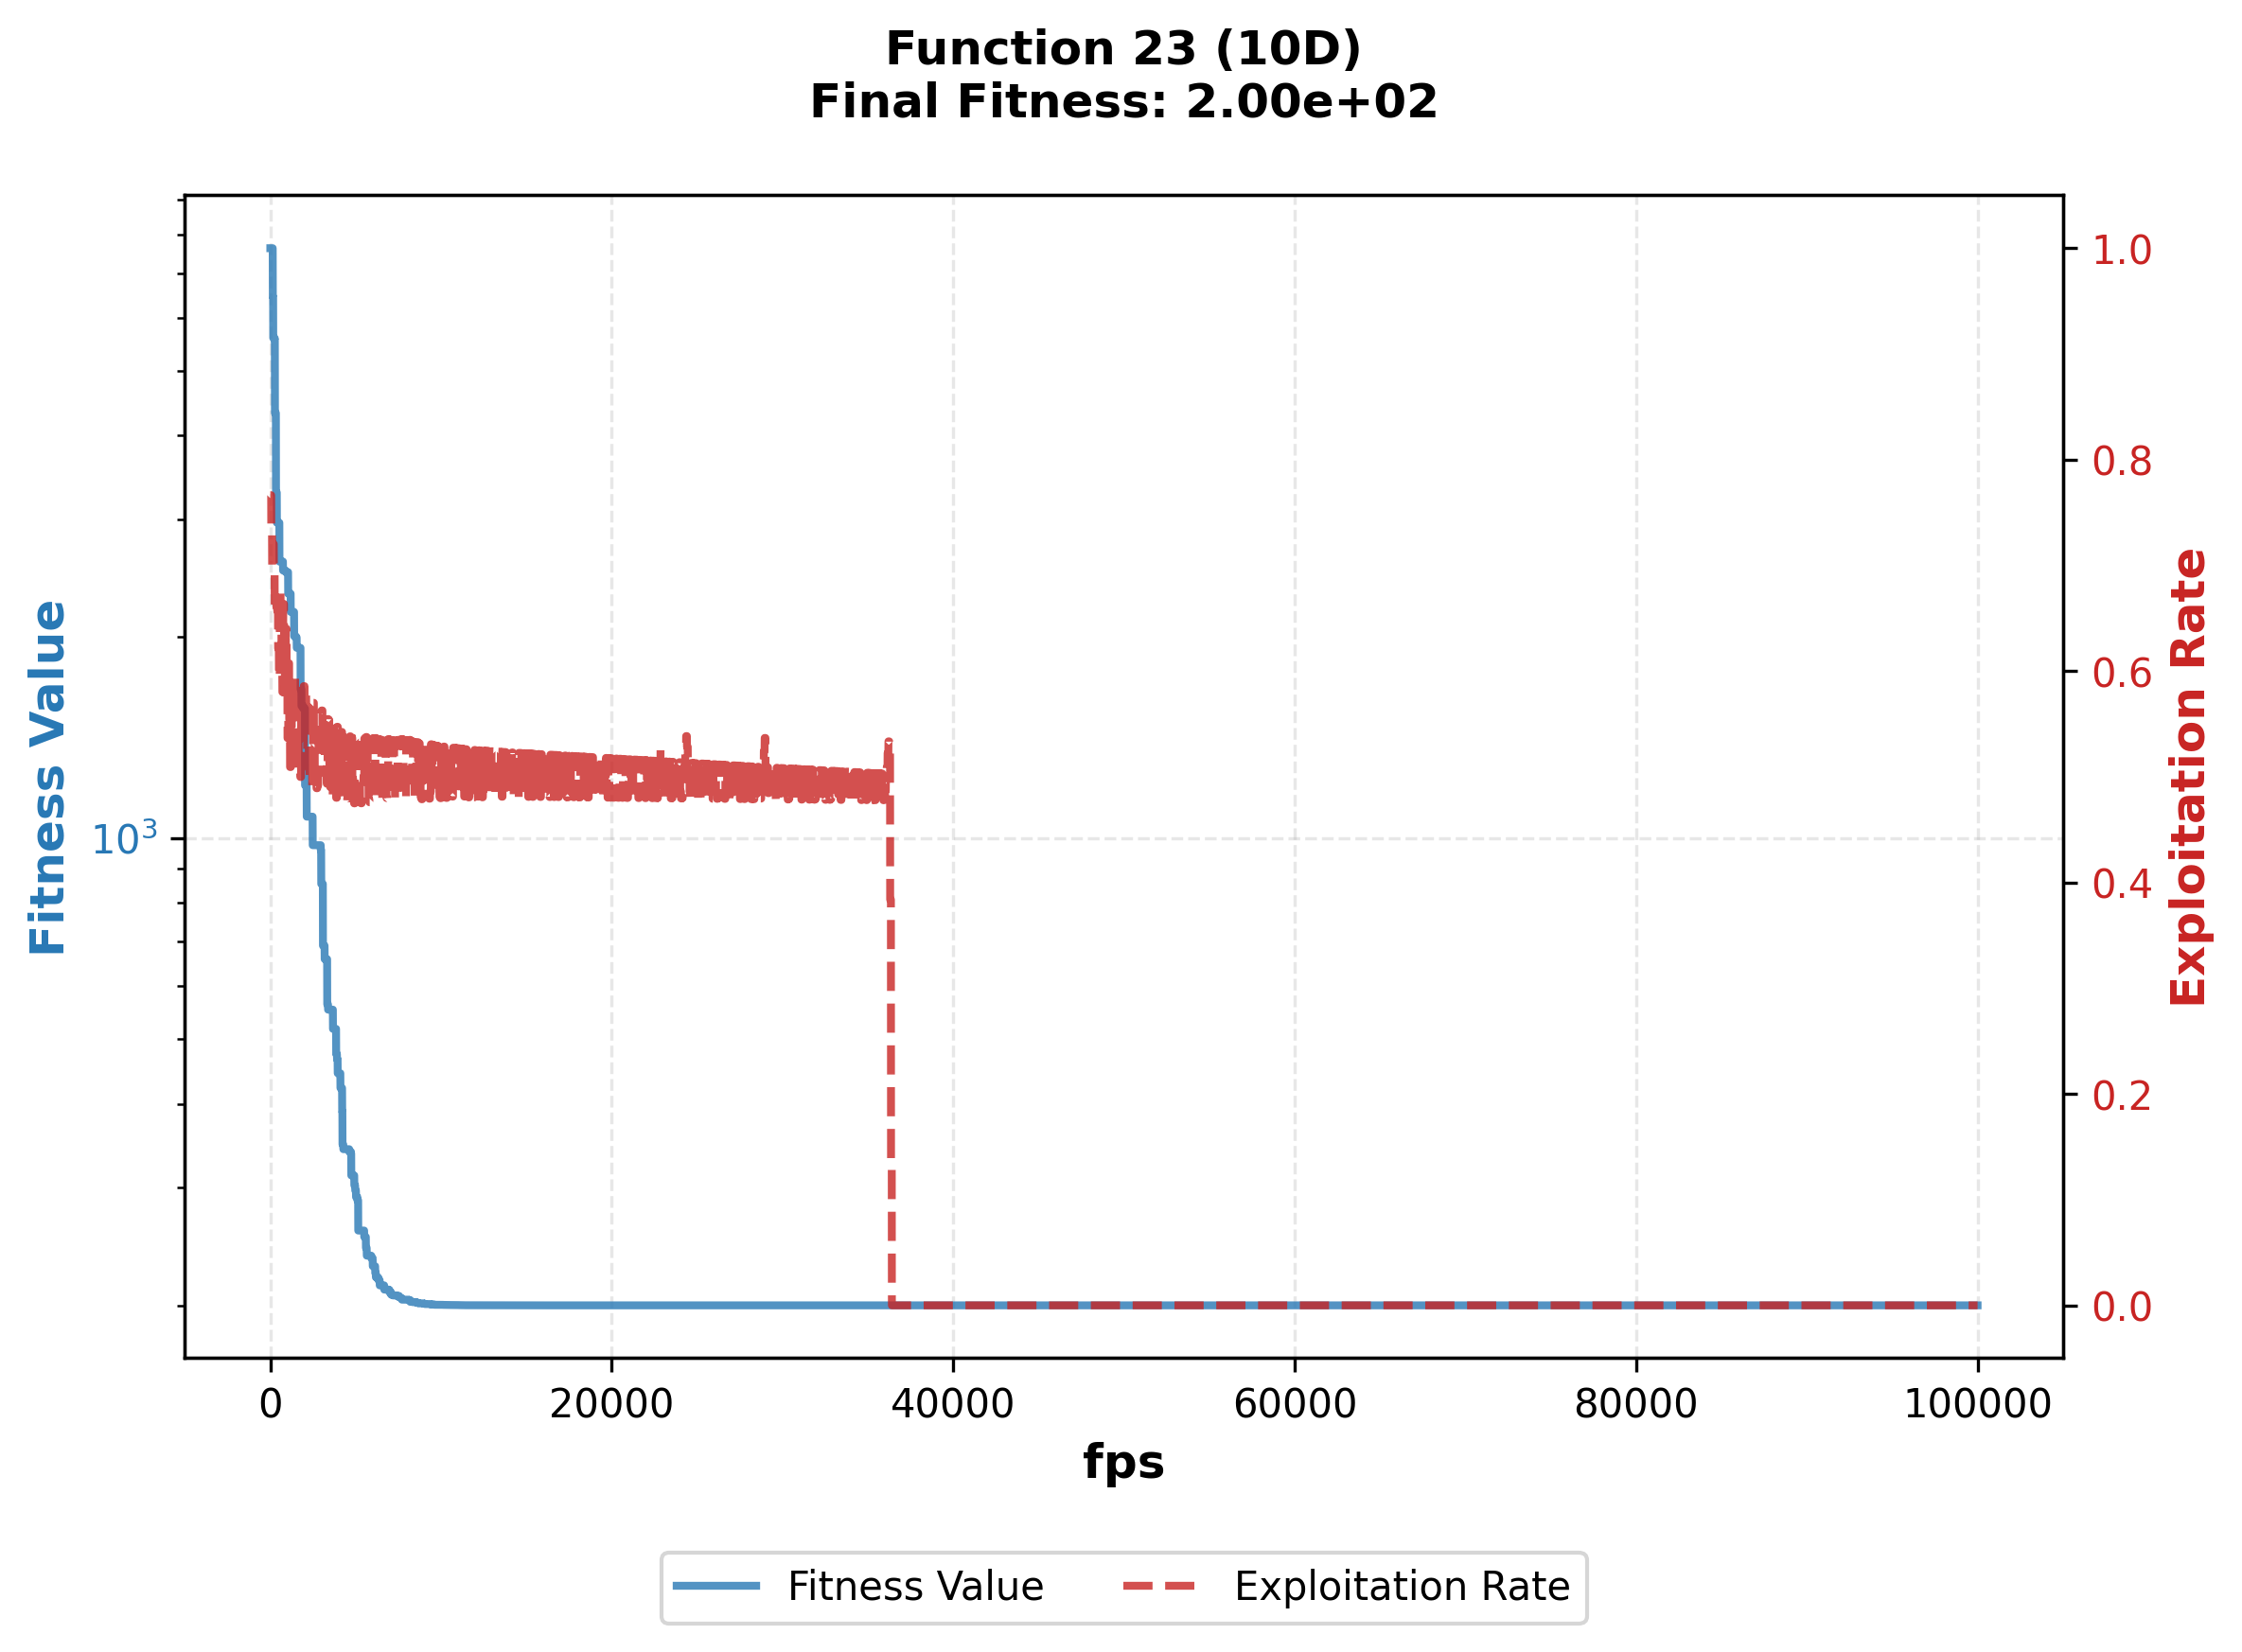 Function 23 (10D)
Final Fitness: 2.00e+02
Fitness Value
10³
Exploitation Rate
1.0
0.8
0.6
0.4
0.2
0.0
0 20000 40000 60000 80000 100000
fps
Fitness Value Exploitation Rate